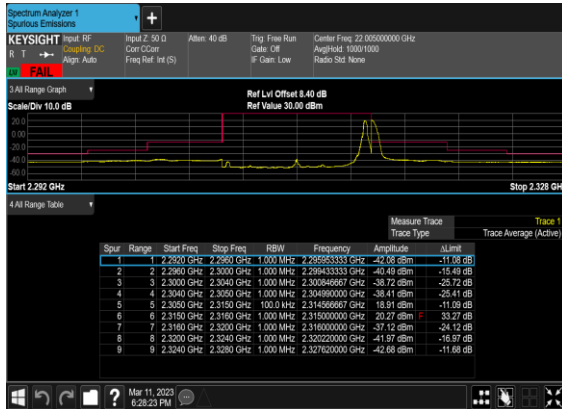 Spectrum Analyzer 1
Spurious Emissions
KEYSIGHT Input: RF Input Z: 50 Ω Atten: 40 dB Trig: Free Run Center Freq: 22.005000000 GHz
R T Coupling: DC Corr CCorr Gate: Off Avg|Hold: 1000/1000
Align: Auto Freq Ref: Int (S) IF Gain: Low Radio Std: None
LW FAIL
3 All Range Graph
Ref Lvl Offset 8.40 dB
Scale/Div 10.0 dB Ref Value 30.00 dBm
20.0
0.00
-20.0
-40.0
-60.0
Start 2.292 GHz Stop 2.328 GH
4 All Range Table
Measure Trace Trace 1
Trace Type Trace Average (Active)
Spur Range Start Freq Stop Freq RBW Frequency Amplitude ΔLimit
1 1 2.2920 GHz 2.2960 GHz 1.000 MHz 2.295953333 GHz -42.08 dBm -11.08 dB
2 2 2.2960 GHz 2.3000 GHz 1.000 MHz 2.299433333 GHz -40.49 dBm -15.49 dB
3 3 2.3000 GHz 2.3040 GHz 1.000 MHz 2.300846667 GHz -38.72 dBm -25.72 dB
4 4 2.3040 GHz 2.3050 GHz 1.000 MHz 2.304990000 GHz -38.41 dBm -25.41 dB
5 5 2.3050 GHz 2.3150 GHz 100.0 kHz 2.314566667 GHz 18.91 dBm -11.09 dB
6 6 2.3150 GHz 2.3160 GHz 1.000 MHz 2.315000000 GHz 20.27 dBm F 33.27 dB
7 7 2.3160 GHz 2.3200 GHz 1.000 MHz 2.316000000 GHz -37.12 dBm -24.12 dB
8 8 2.3200 GHz 2.3240 GHz 1.000 MHz 2.320220000 GHz -41.97 dBm -16.97 dB
9 9 2.3240 GHz 2.3280 GHz 1.000 MHz 2.327620000 GHz -42.68 dBm -11.68 dB
Mar 11, 2023
6:28:23 PM